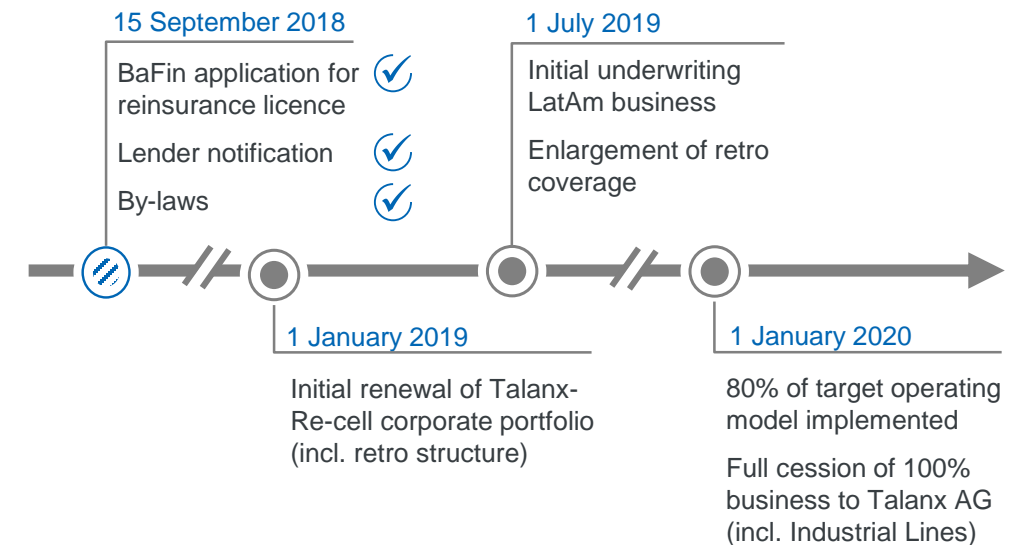 15 September 2018
BaFin application for
reinsurance licence
Lender notification
By-laws
1 January 2019
Initial renewal of Talanx-
Re-cell corporate portfolio
(incl. retro structure)
1 July 2019
Initial underwriting
LatAm business
Enlargement of retro
coverage
1 January 2020
80% of target operating
model implemented
Full cession of 100%
business to Talanx AG
(incl. Industrial Lines)